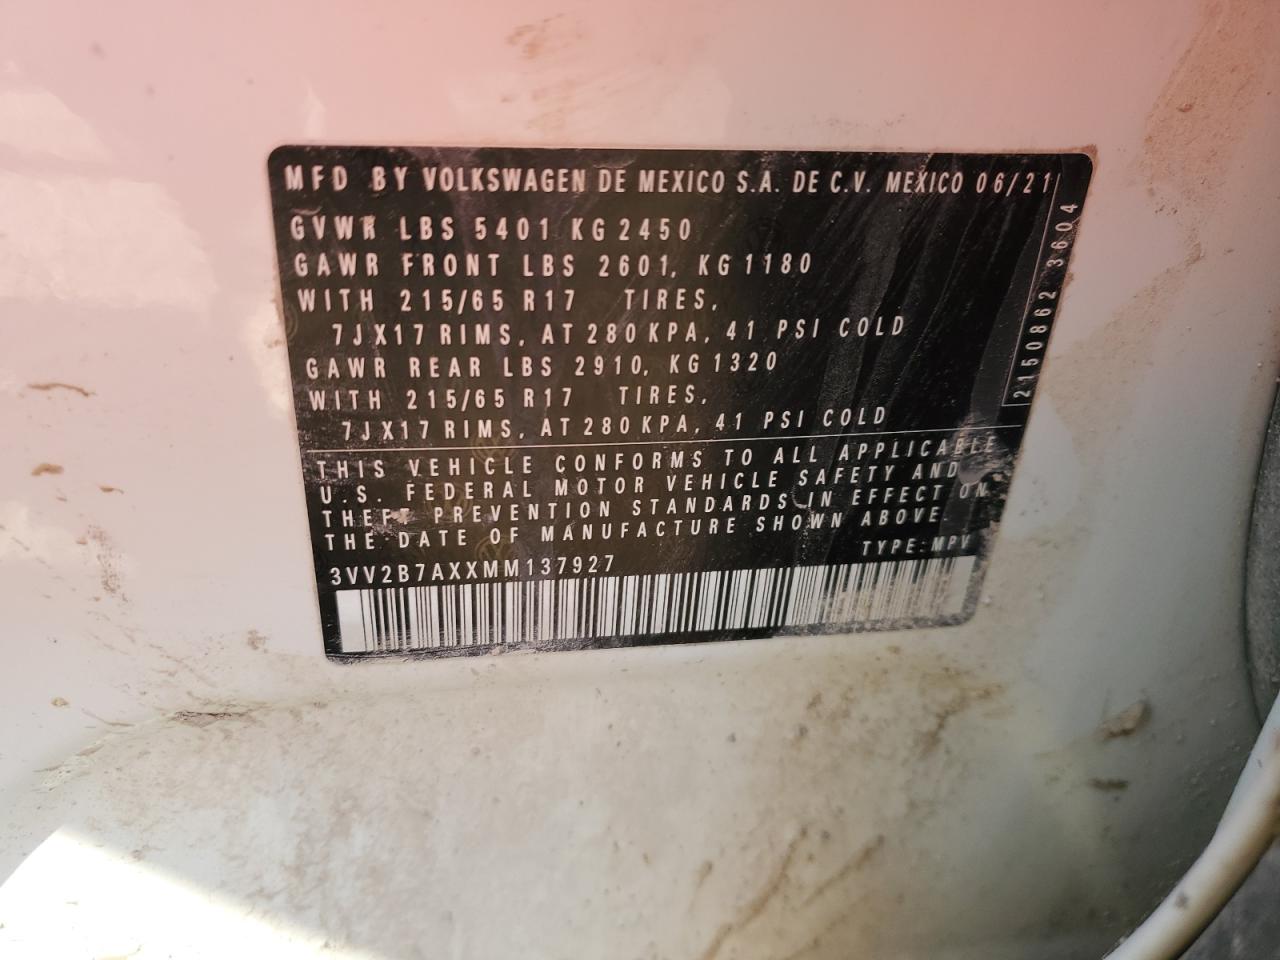 MFD BY VOLKSWAGEN DE MEXICO S.A. DE C.V. MEXICO 06/21
GVWR LBS 5401 KG 2450
GAWR FRONT LBS 2601, KG 1180
WITH 215/65 R17 TIRES,
7JX17 RIMS, AT 280 KPA, 41 PSI COLD
GAWR REAR LBS 2910, KG 1320
WITH 215/65 R17 TIRES,
7JX17 RIMS, AT 280 KPA, 41 PSI COLD
THIS VEHICLE CONFORMS TO ALL APPLICABLE
U.S. FEDERAL MOTOR VEHICLE SAFETY AND
THEFT PREVENTION STANDARDS IN EFFECT ON
THE DATE OF MANUFACTURE SHOWN ABOVE.
TYPE: MPV
3VV2B7AXXMM137927
2150862 3604